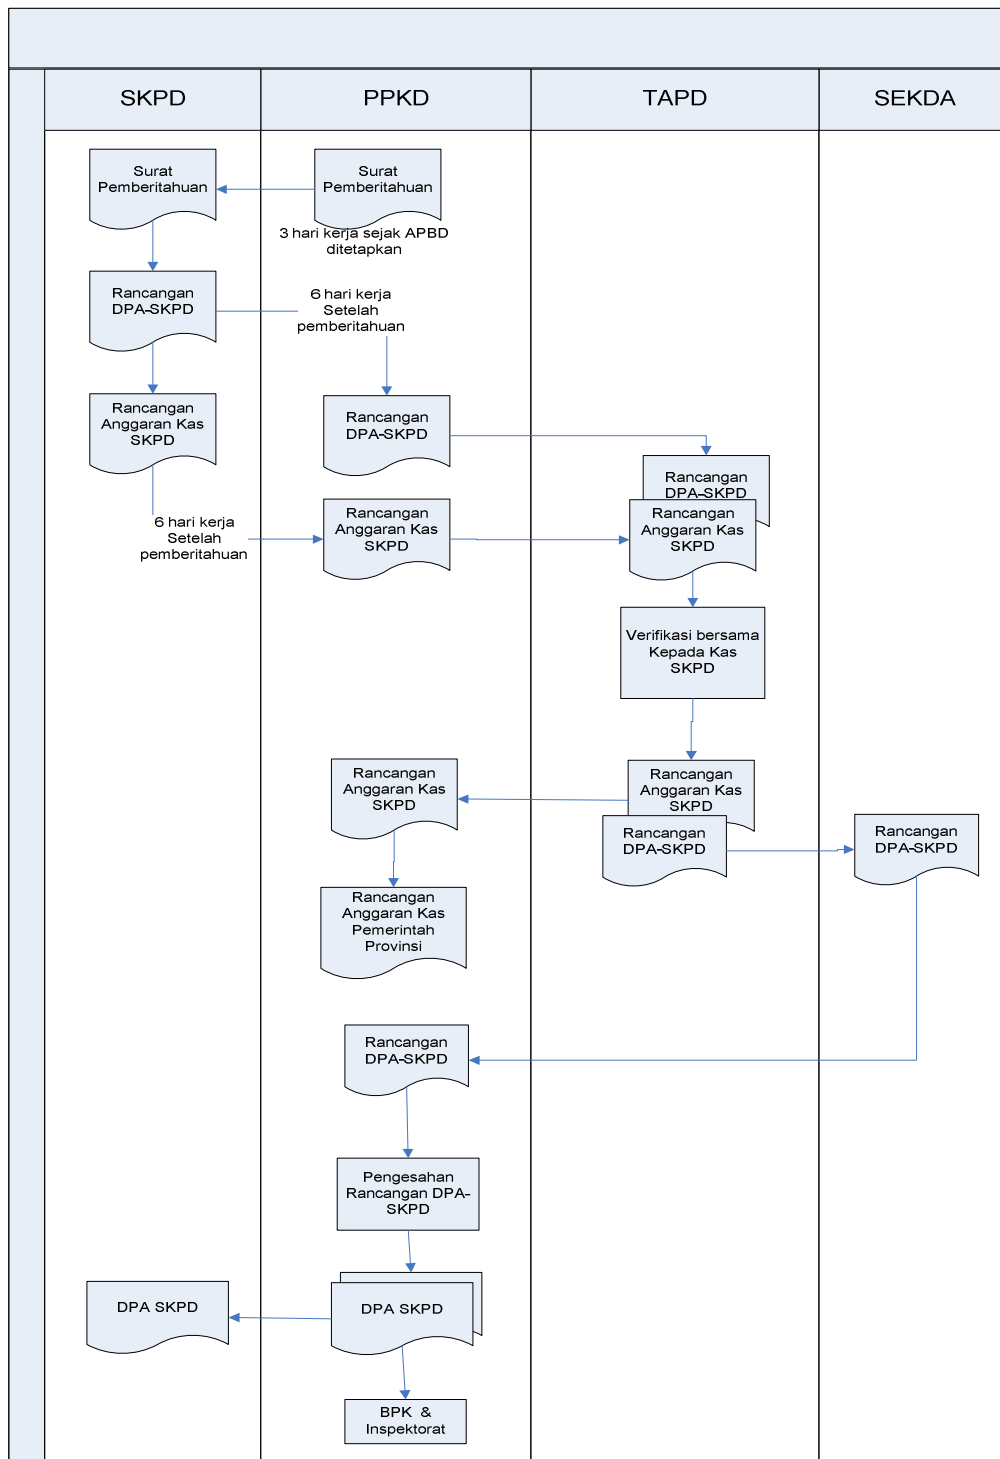 SKPD
PPKD
TAPD
SEKDA
Surat
Pemberitahuan
Surat
Pemberitahuan
3 hari kerja sejak APBD
ditetapkan
Rancangan
DPA-SKPD
6 hari kerja
Setelah
pemberitahuan
Rancangan
Anggaran Kas
SKPD
Rancangan
DPA-SKPD
Rancangan
DPA-SKPD
6 hari kerja
Setelah
pemberitahuan
Rancangan
Anggaran Kas
SKPD
Rancangan
Anggaran Kas
SKPD
Verifikasi bersama
Kepada Kas
SKPD
Rancangan
Anggaran Kas
SKPD
Rancangan
Anggaran Kas
SKPD
Rancangan
DPA-SKPD
Rancangan
DPA-SKPD
Rancangan
Anggaran Kas
Pemerintah
Provinsi
Rancangan
DPA-SKPD
Pengesahan
Rancangan DPA-
SKPD
DPA SKPD
DPA SKPD
BPK &
Inspektorat